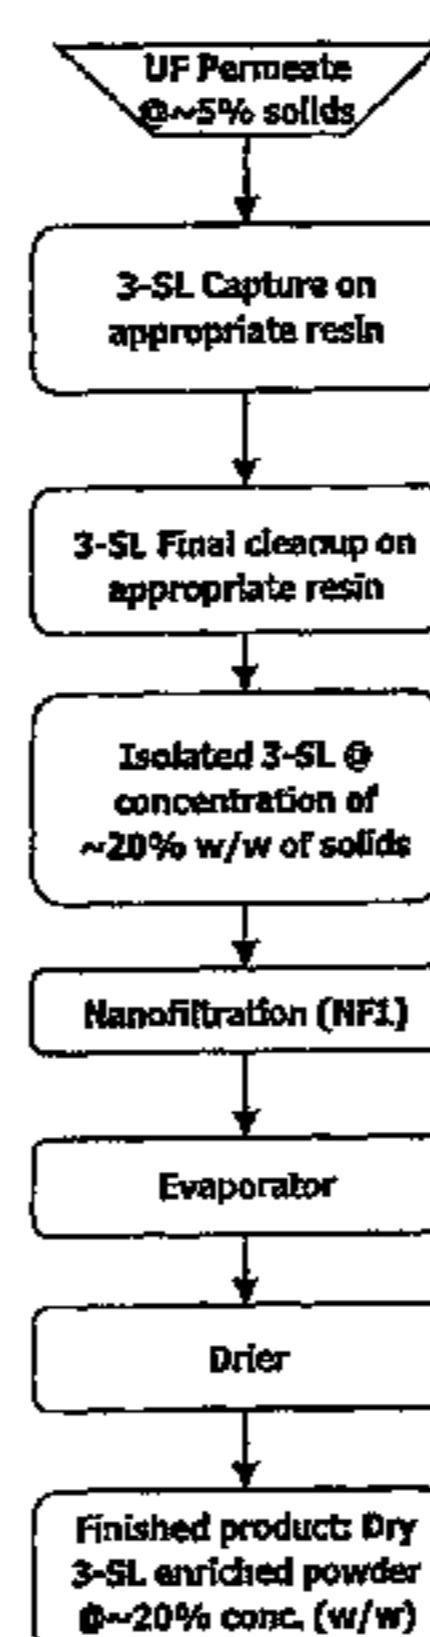 UF Permeate
@~5% solids
3-SL Capture on
appropriate resin
3-SL Final cleanup on
appropriate resin
Isolated 3-SL @
concentration of
~20% w/w of solids
Nanofiltration (NF1)
Evaporator
Drier
Finished product: Dry
3-SL enriched powder
@~20% conc. (w/w)